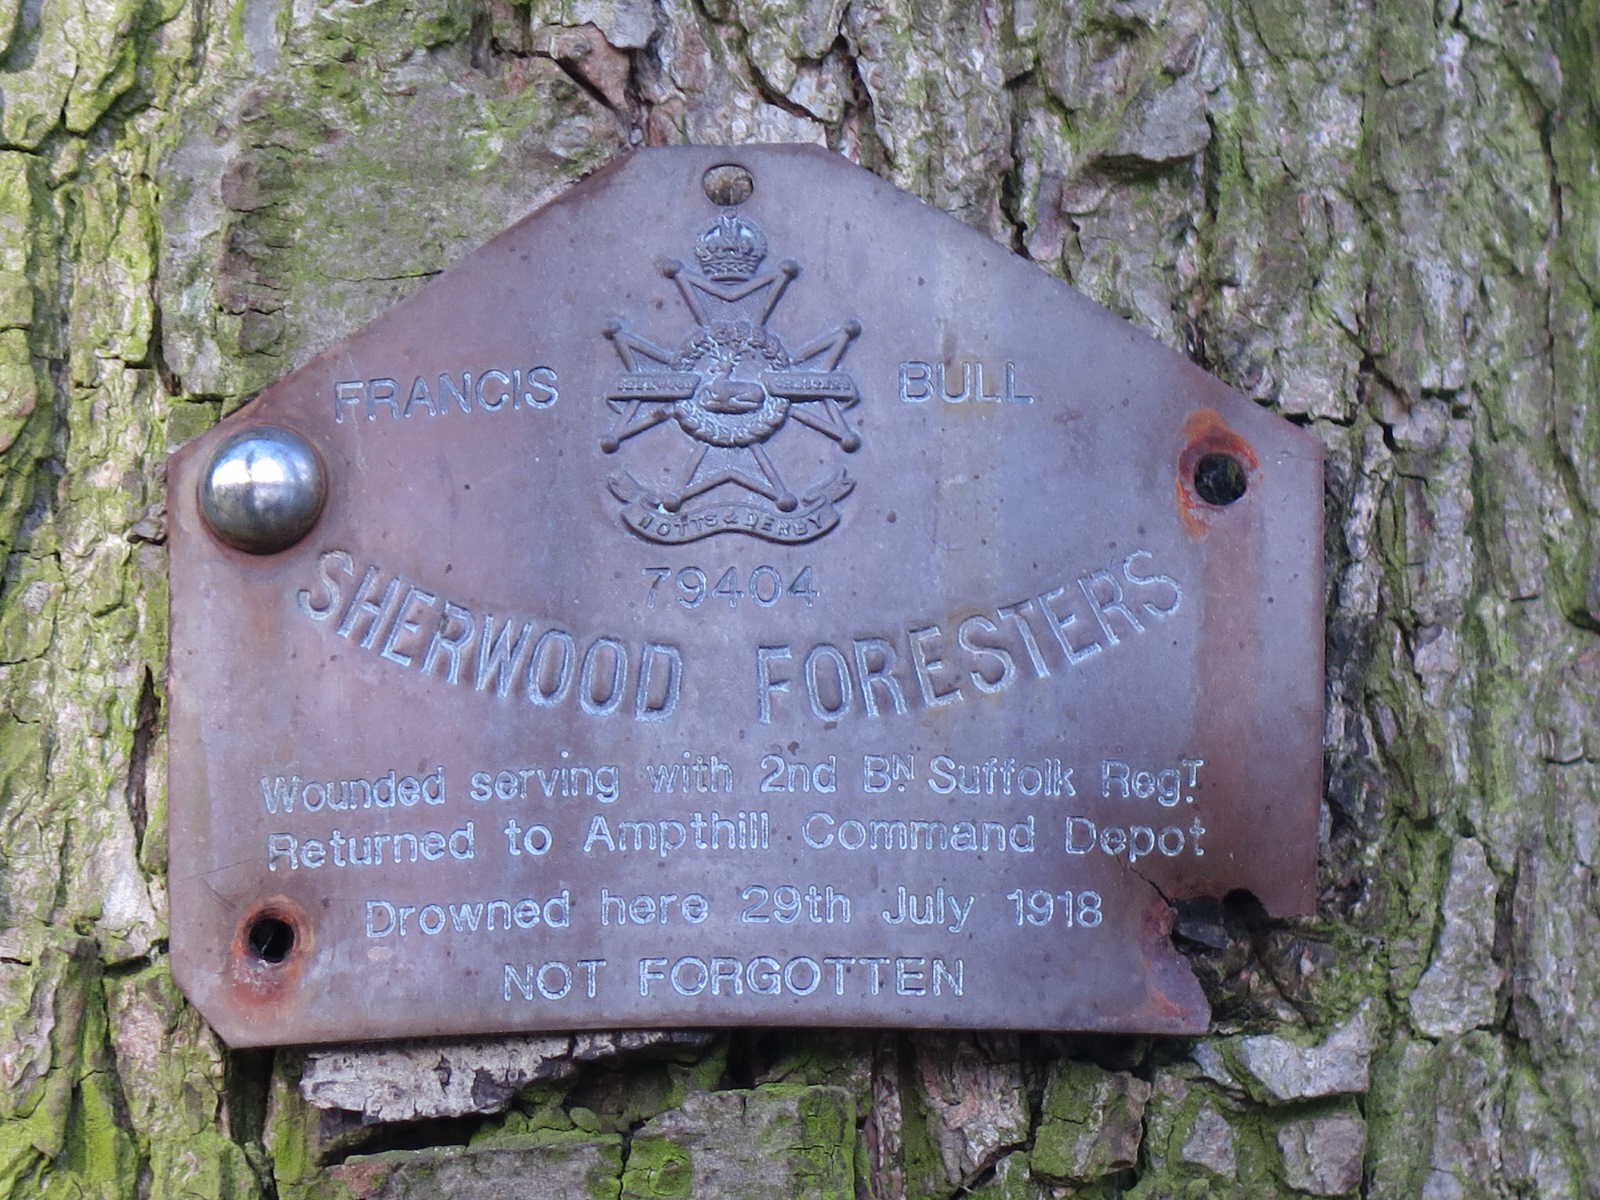 FRANCIS BULL
NOTTS & DERBY
79404
SHERWOOD FORESTERS
Wounded serving with 2nd BN. Suffolk RegT.
Returned to Ampthill Command Depot
Drowned here 29th July 1918
NOT FORGOTTEN